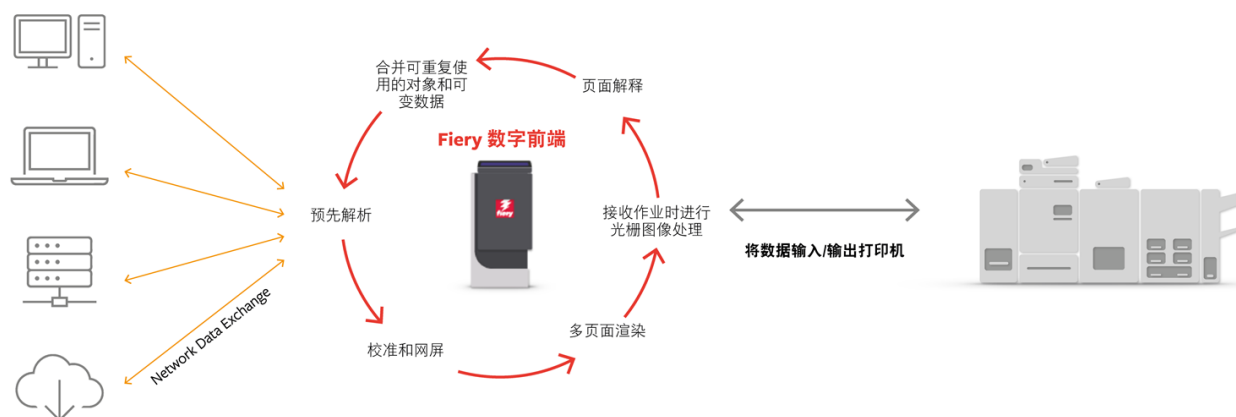 合并可重复使
用的对象和可
变数据
页面解释
Fiery 数字前端
fiery
预先解析
接收作业时进行
光栅图像处理
将数据输入/输出打印机
Network Data Exchange
校准和网屏
多页面渲染